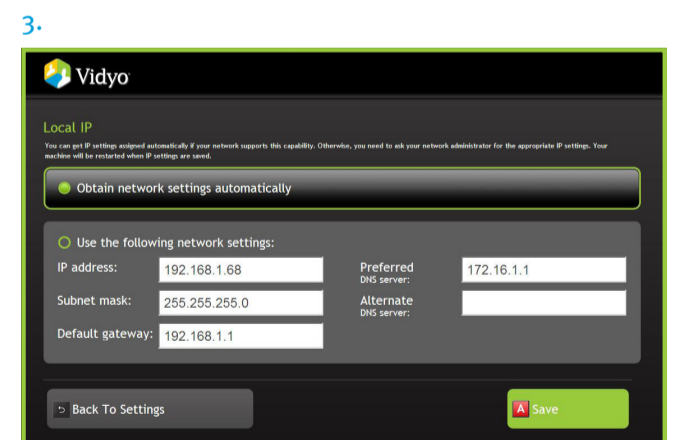 3.
Vidyo
Local IP
You can get IP settings assigned automatically if your network supports this capability. Otherwise, you need to ask your network administrator for the appropriate IP settings. Your
machine will be restarted when IP settings are saved.
Obtain network settings automatically
Use the following network settings:
IP address: 192.168.1.68 Preferred DNS server: 172.16.1.1
Subnet mask: 255.255.255.0 Alternate DNS server:
Default gateway: 192.168.1.1
Back To Settings A Save